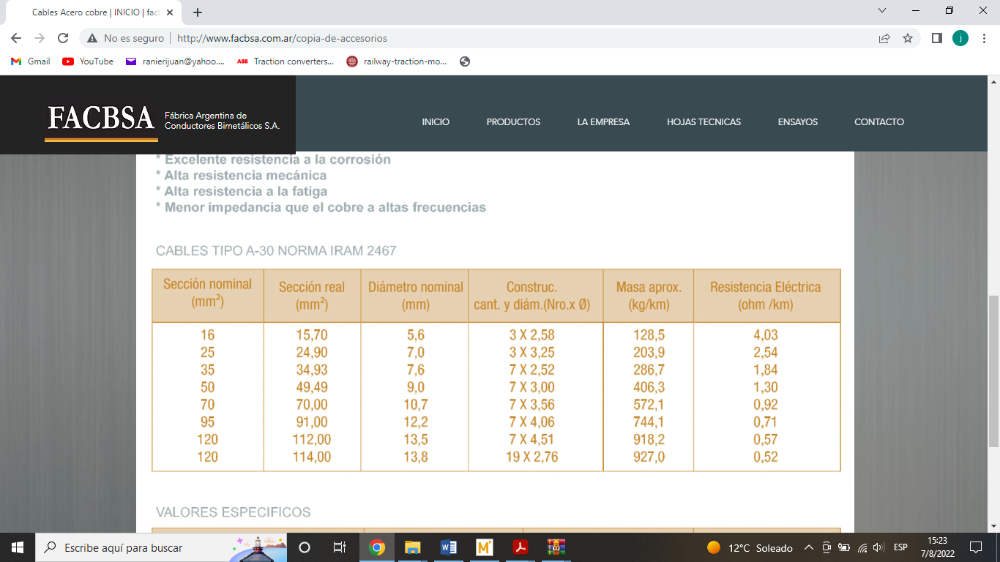 Cables Acero cobre | INICIO | fac
No es seguro http://www.facbsa.com.ar/copia-de-accesorios
j
Gmail YouTube ranierijuan@yahoo.... ABB Traction converters... railway-traction-mo...
FACBSA Fábrica Argentina de
Conductores Bimetálicos S.A.
INICIO PRODUCTOS LA EMPRESA HOJAS TECNICAS ENSAYOS CONTACTO
* Excelente resistencia a la corrosión
* Alta resistencia mecánica
* Alta resistencia a la fatiga
* Menor impedancia que el cobre a altas frecuencias
CABLES TIPO A-30 NORMA IRAM 2467
Sección nominal Sección real Diámetro nominal Construc. Masa aprox. Resistencia Eléctrica
(mm²) (mm²) (mm) cant. y diám.(Nro.x Ø) (kg/km) (ohm /km)
16 15,70 5,6 3 X 2,58 128,5 4,03
25 24,90 7,0 3 X 3,25 203,9 2,54
35 34,93 7,6 7 X 2,52 286,7 1,84
50 49,49 9,0 7 X 3,00 406,3 1,30
70 70,00 10,7 7 X 3,56 572,1 0,92
95 91,00 12,2 7 X 4,06 744,1 0,71
120 112,00 13,5 7 X 4,51 918,2 0,57
120 114,00 13,8 19 X 2,76 927,0 0,52
VALORES ESPECIFICOS
Escribe aquí para buscar
12°C Soleado ESP 15:23
7/8/2022